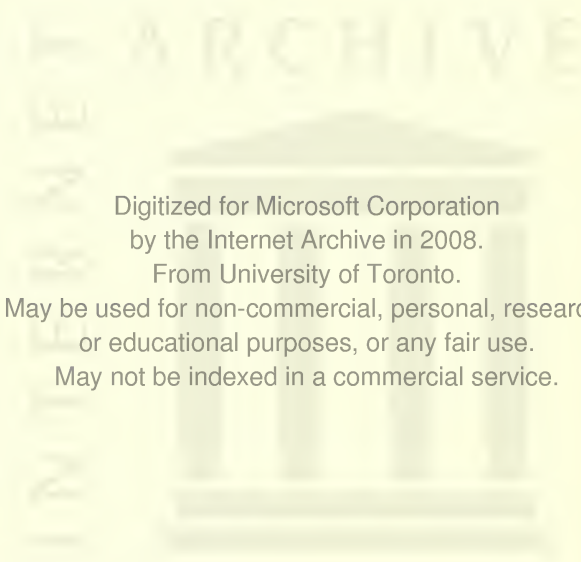 ARCHIVE
INTERNET
Digitized for Microsoft Corporation
by the Internet Archive in 2008.
From University of Toronto.
May be used for non-commercial, personal, researc
or educational purposes, or any fair use.
May not be indexed in a commercial service.